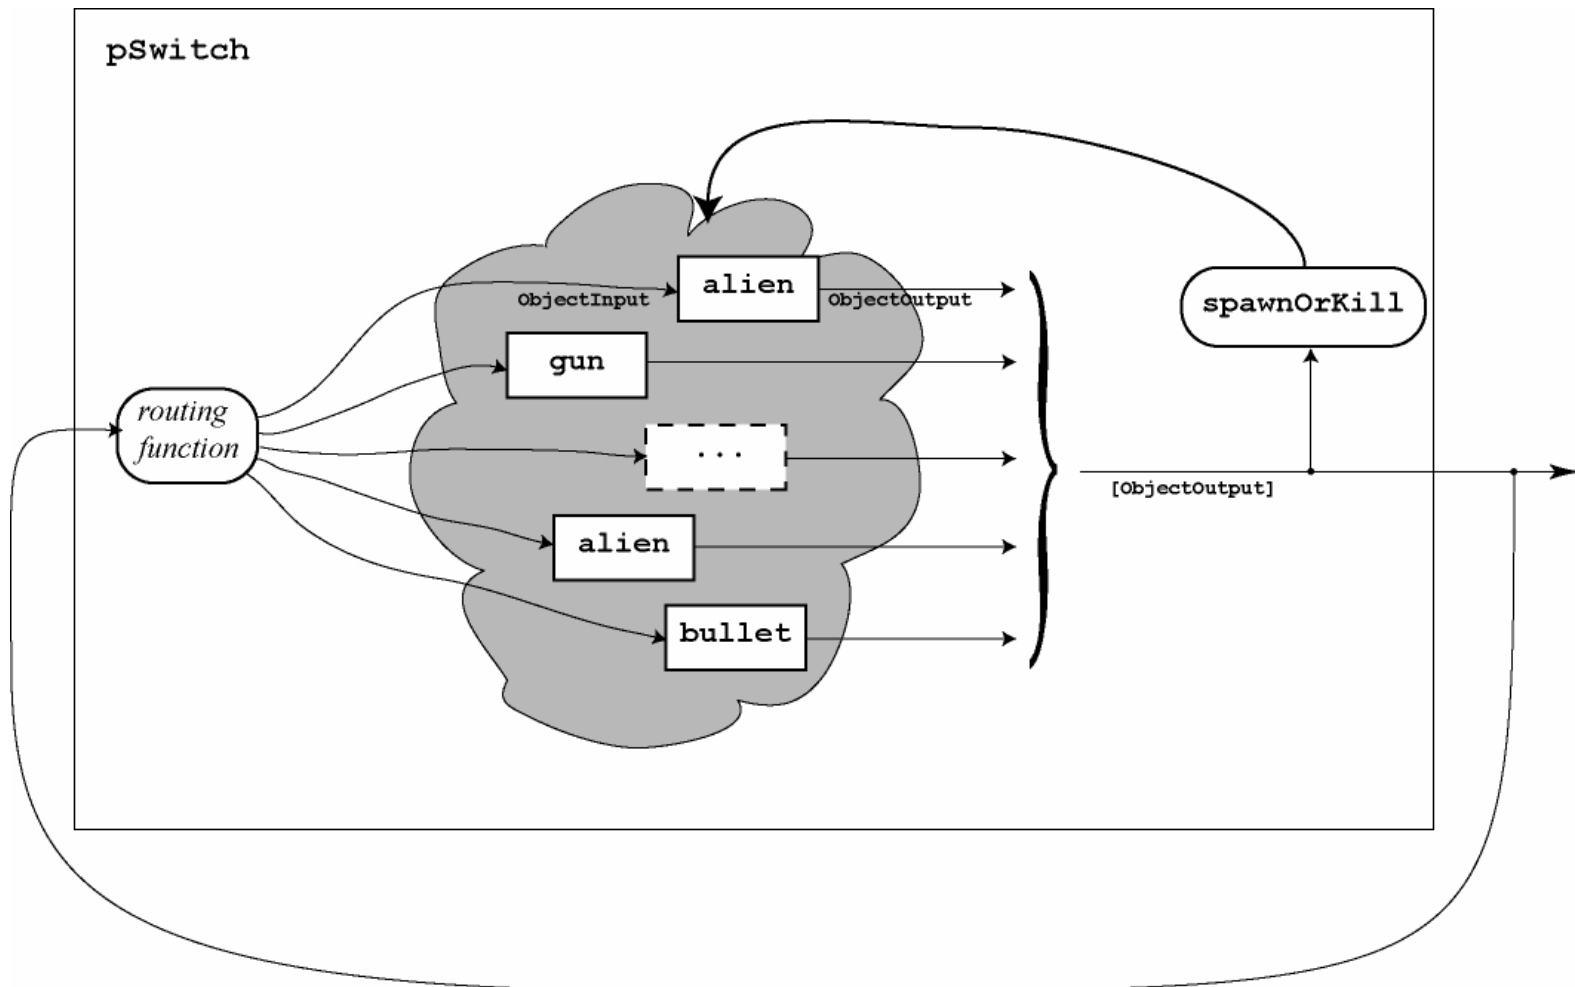 pSwitch
alien
ObjectInput
ObjectOutput
spawnOrKill
gun
routing
function
...
[ObjectOutput]
alien
bullet